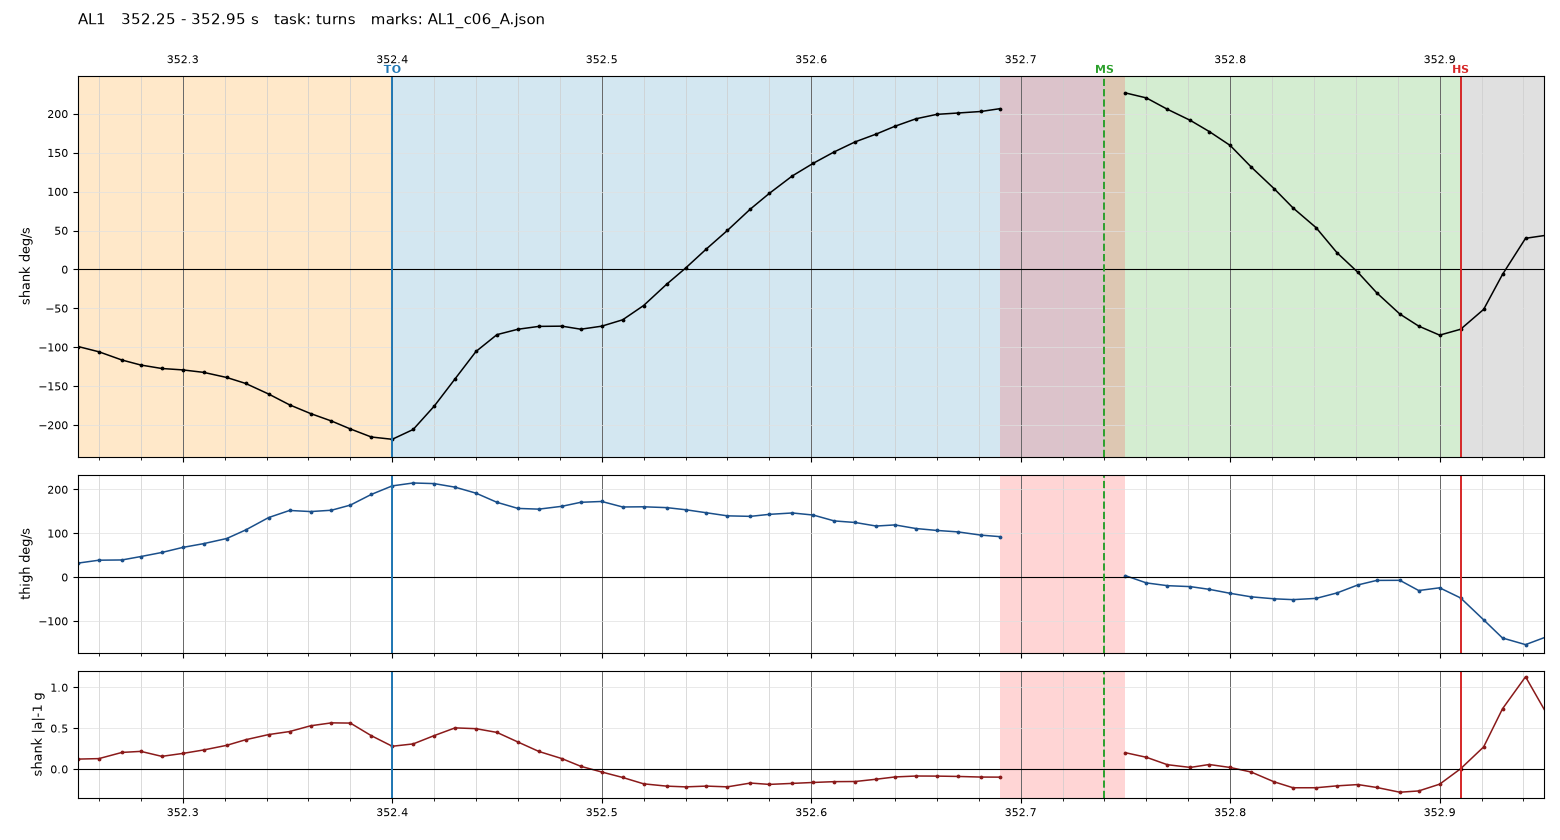 AL1   352.25 - 352.95 s   task: turns   marks: AL1_c06_A.json
352.3 352.4 352.5 352.6 352.7 352.8 352.9
TO MS HS
200
150
100
50
0
−50
−100
−150
−200
shank deg/s
200
100
0
−100
thigh deg/s
1.0
0.5
0.0
shank |a|-1 g
352.3 352.4 352.5 352.6 352.7 352.8 352.9